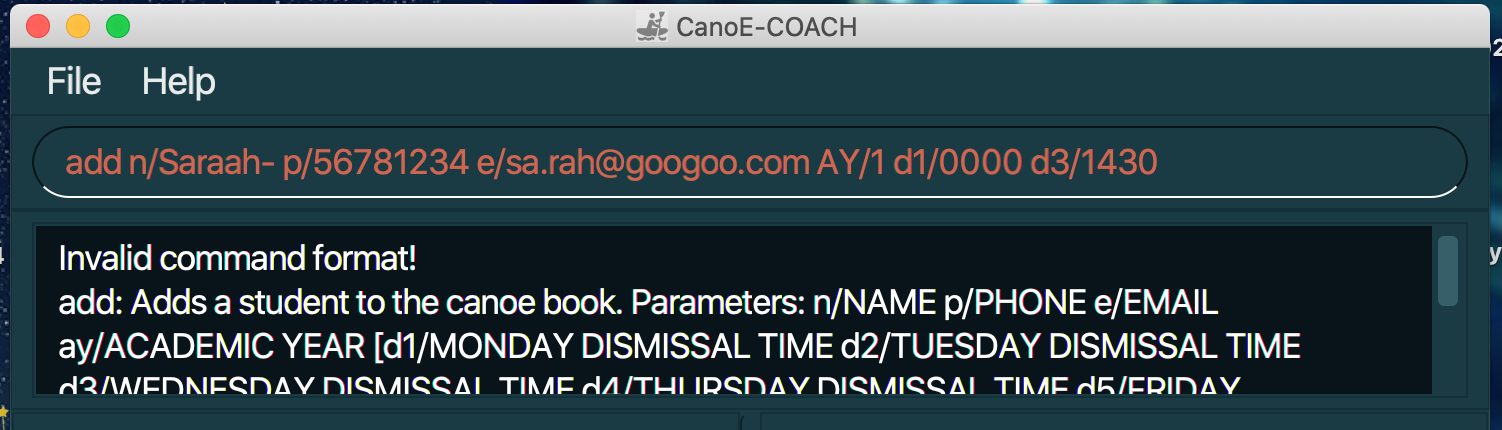 CanoE-COACH
File Help
add n/Saraah- p/56781234 e/sa.rah@googoo.com AY/1 d1/0000 d3/1430
Invalid command format!
add: Adds a student to the canoe book. Parameters: n/NAME p/PHONE e/EMAIL
ay/ACADEMIC YEAR [d1/MONDAY DISMISSAL TIME d2/TUESDAY DISMISSAL TIME
d3/WEDNESDAY DISMISSAL TIME d4/THURSDAY DISMISSAL TIME d5/FRIDAY